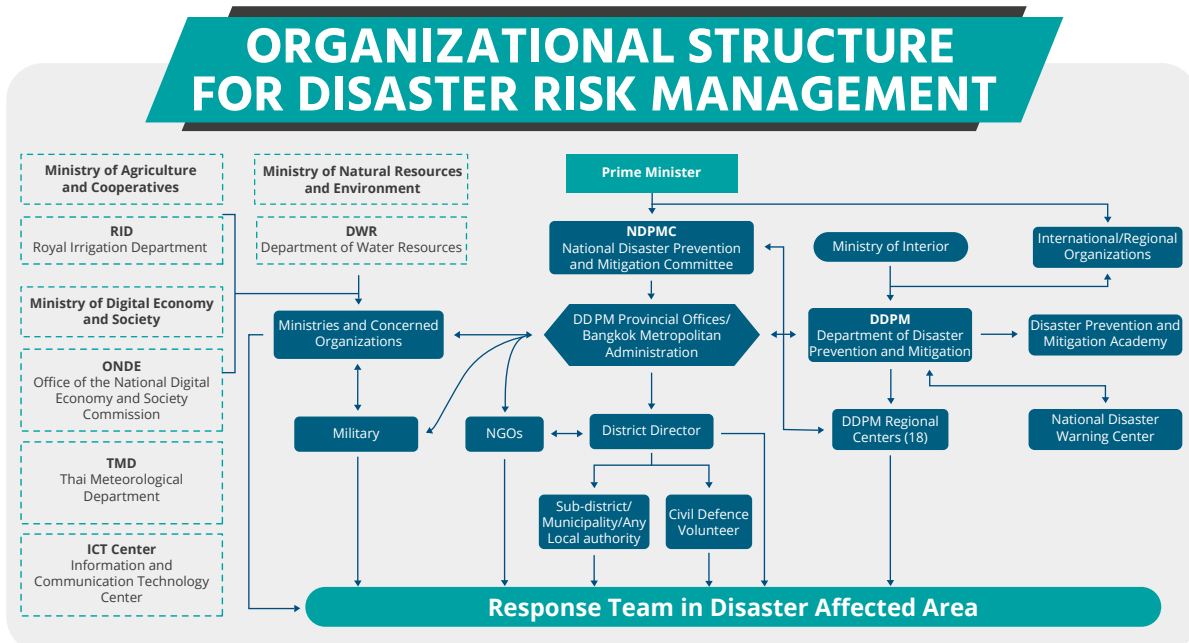 ORGANIZATIONAL STRUCTURE
FOR DISASTER RISK MANAGEMENT
Ministry of Agriculture
and Cooperatives
RID
Royal Irrigation Department
Ministry of Digital Economy
and Society
ONDE
Office of the National Digital
Economy and Society
Commission
TMD
Thai Meteorological
Department
ICT Center
Information and
Communication Technology
Center
Ministry of Natural Resources
and Environment
DWR
Department of Water Resources
Ministries and Concerned
Organizations
Military
Prime Minister
NDPMC
National Disaster Prevention
and Mitigation Committee
DDPM Provincial Offices/
Bangkok Metropolitan
Administration
NGOs
District Director
Sub-district/
Municipality/Any
Local authority
Civil Defence
Volunteer
Ministry of Interior
DDPM
Department of Disaster
Prevention and Mitigation
DDPM Regional
Centers (18)
International/Regional
Organizations
Disaster Prevention and
Mitigation Academy
National Disaster
Warning Center
Response Team in Disaster Affected Area